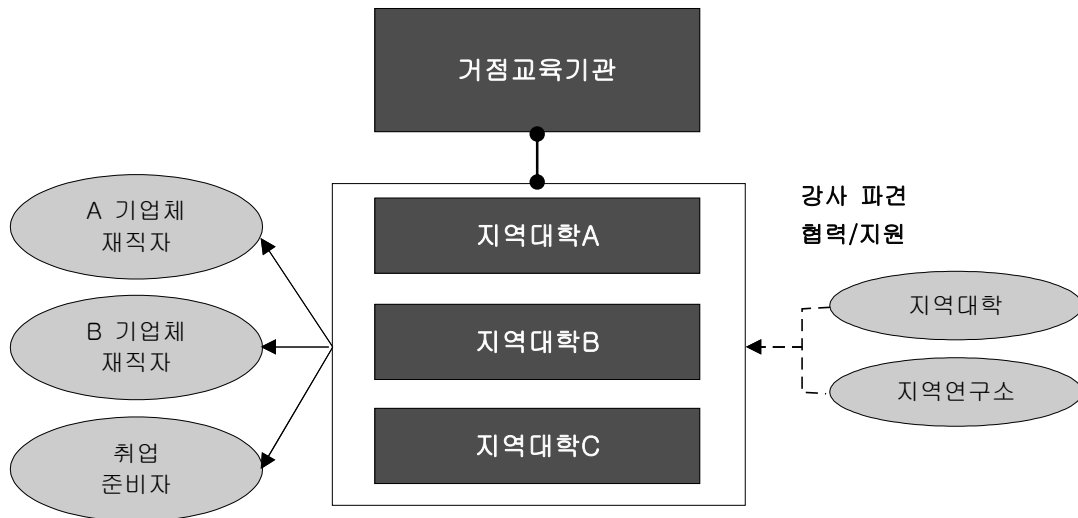 거점교육기관
A 기업체
재직자
B 기업체
재직자
취업
준비자
지역대학A
지역대학B
지역대학C
강사 파견
협력/지원
지역대학
지역연구소